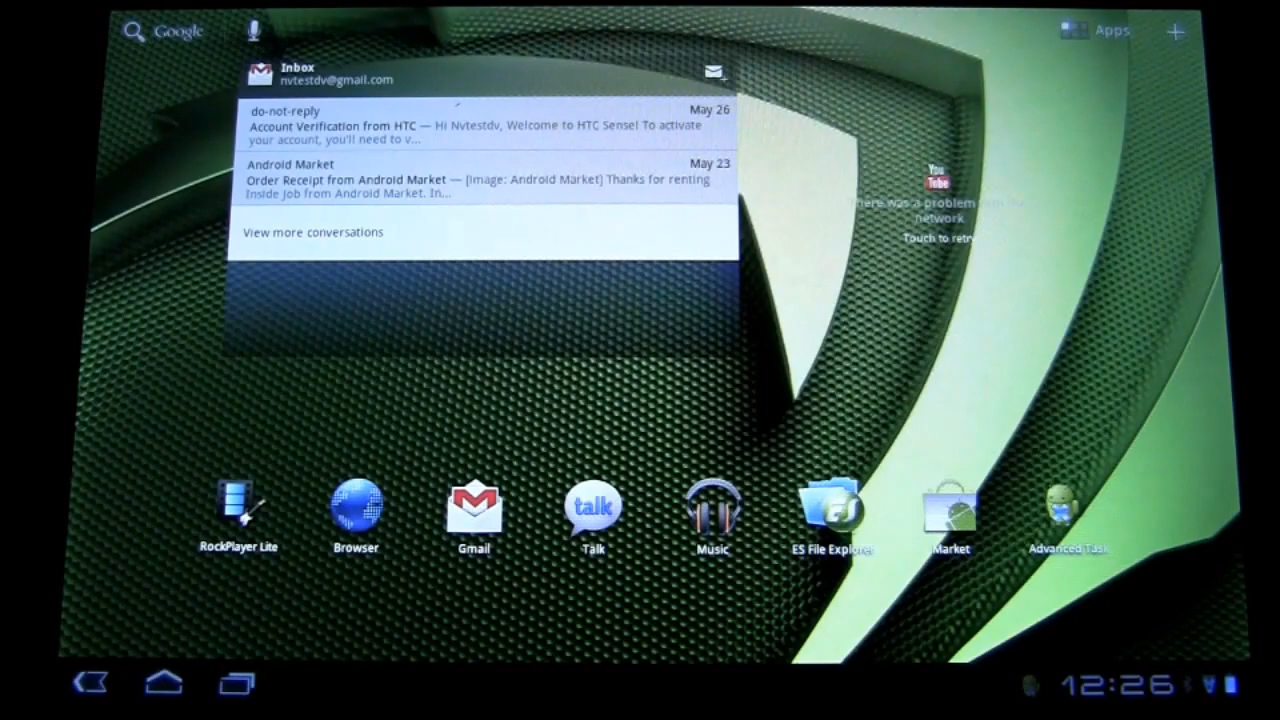 Google
Apps
Inbox
nvtestdv@gmail.com
do-not-reply
May 26
Account Verification from HTC — Hi Nvtestdv, Welcome to HTC Sense! To activate
your account, you'll need to v...
Android Market
May 23
Order Receipt from Android Market — [Image: Android Market] Thanks for renting
Inside Job from Android Market. In...
View more conversations
You
Tube
There was a problem
network
Touch to retry
RockPlayer Lite
Browser
Gmail
talk
Talk
Music
ES File Explorer
Market
Advanced Task
12:26